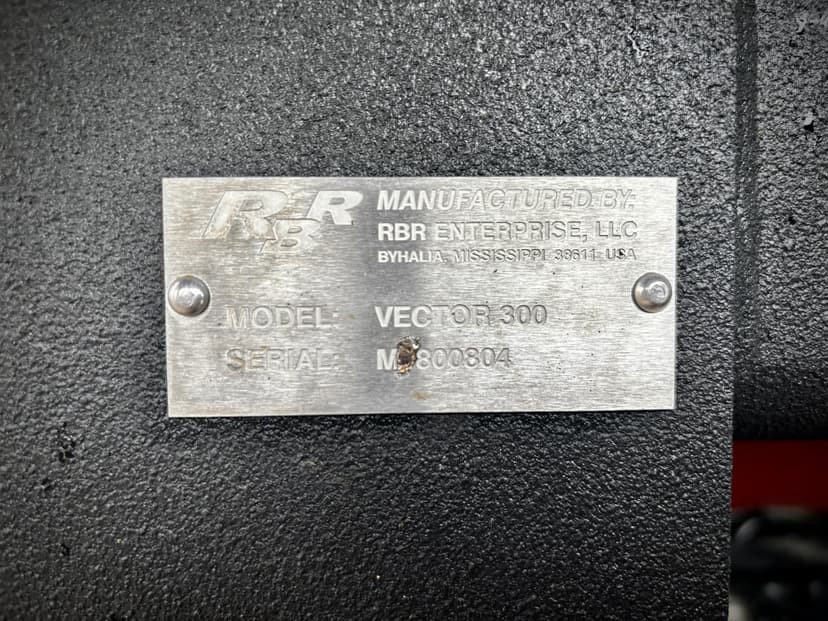 RBR MANUFACTURED BY:
RBR ENTERPRISE, LLC
BYHALIA, MISSISSIPPI 38611 USA
MODEL: VECTOR 300
SERIAL: